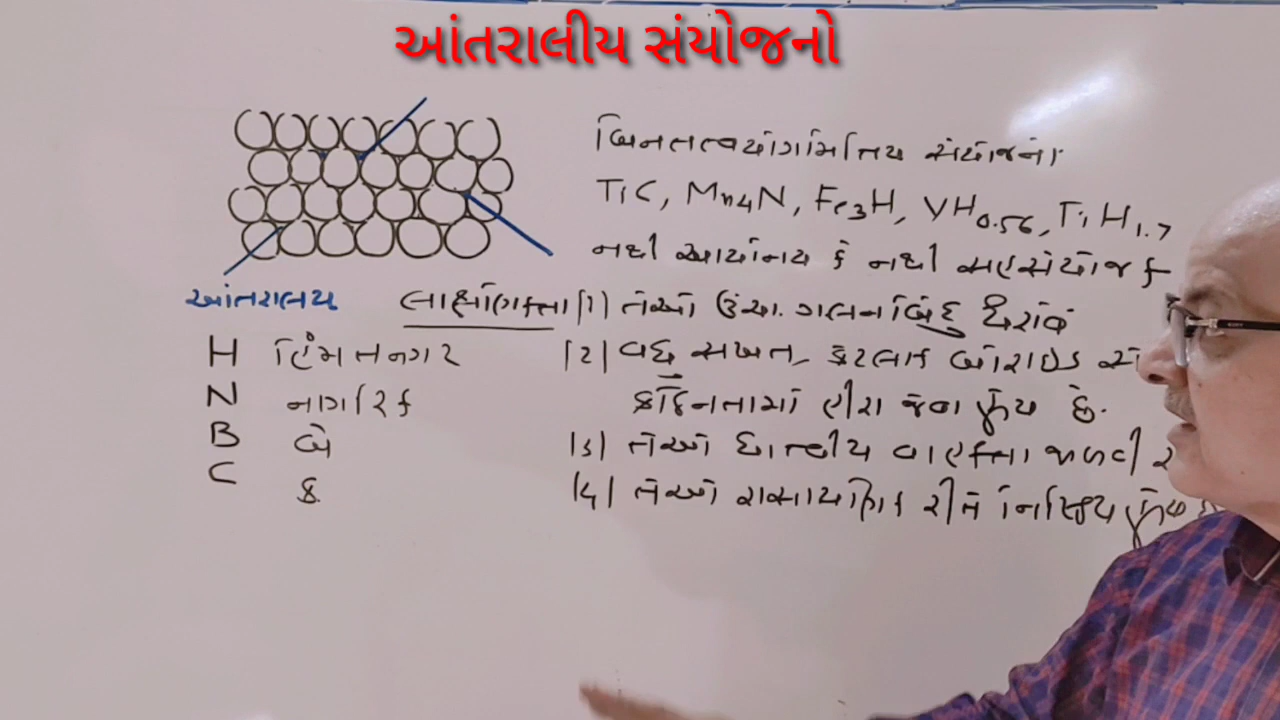 આંતરાલીય સંયોજનો
બિનતત્વયોગમિતિય સંયોજનો
TiC, Mn4N, Fe3H, VH0.56, TiH1.7
નથી આયોનિય કે નથી સહસંયોજક
આંતરાલય
લાક્ષણિકતા (1) તેઓ ઉંચા ગલનબિંદુ ધરાવે
(2) વધુ સખત, કેટલાક બોરાઇડ
કઠિનતામાં હીરા જેવા હોય છે.
(3) તેઓ ધાત્વીય વાહકતા જાળવી
(4) તેઓ રાસાયણિક રીતે નિષ્ક્રિય હોય
H હિંમતનગર
N નાગરિક
B બે
C ક